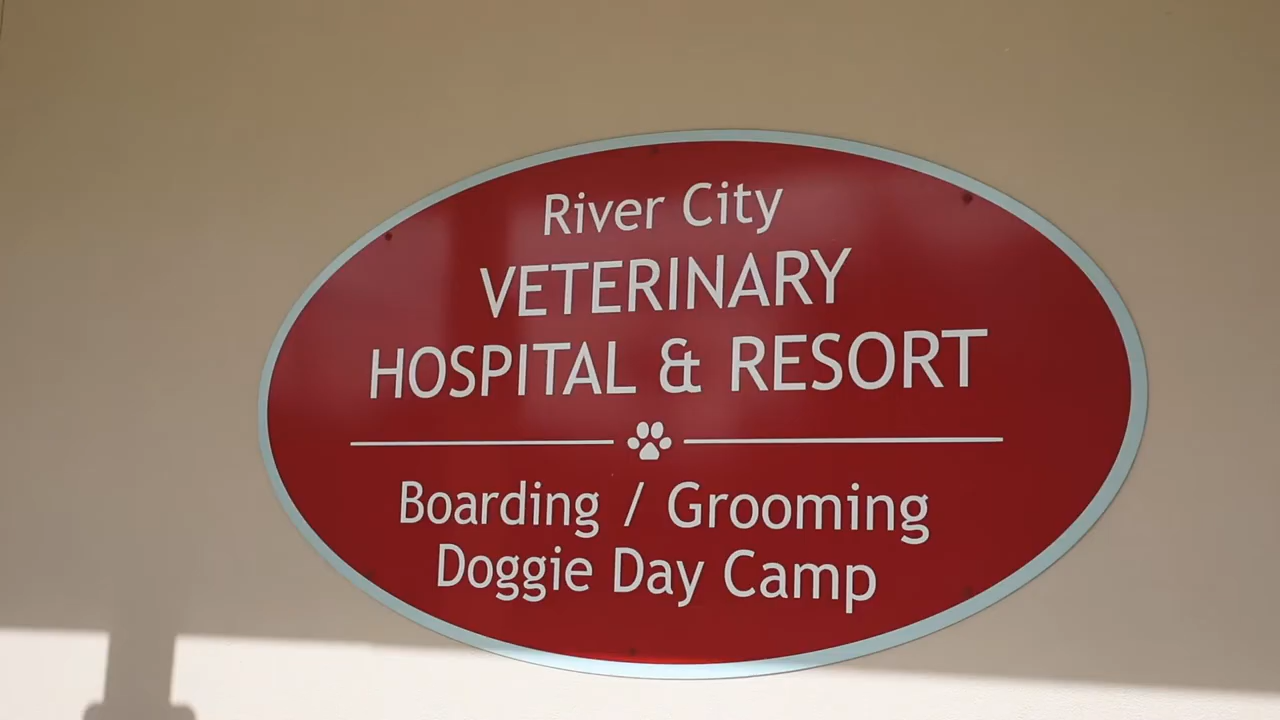 River City
VETERINARY
HOSPITAL & RESORT
Boarding / Grooming
Doggie Day Camp